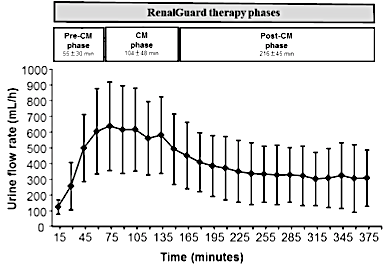 RenalGuard therapy phases
Pre-CM
phase
55 ± 30 min
CM
phase
104 ± 48 min
Post-CM
phase
216 ± 45 min
Urine flow rate (mL/h)
1000
900
800
700
600
500
400
300
200
100
0
15 45 75 105 135 165 195 225 255 285 315 345 375
Time (minutes)